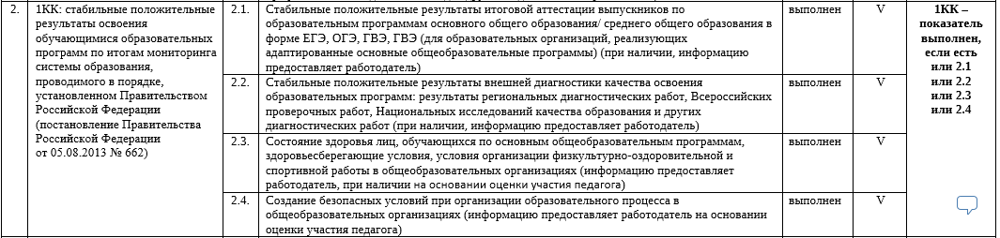 2.
1КК: стабильные положительные
результаты освоения
обучающимися образовательных
программ по итогам мониторинга
системы образования,
проводимого в порядке,
установленном Правительством
Российской Федерации
(постановление Правительства
Российской Федерации
от 05.08.2013 № 662)
2.1.
Стабильные положительные результаты итоговой аттестации выпускников по
образовательным программам основного общего образования/ среднего общего образования в
форме ЕГЭ, ОГЭ, ГВЭ, ГВЭ (для образовательных организаций, реализующих
адаптированные основные общеобразовательные программы) (при наличии, информацию
предоставляет работодатель)
выполнен
V
2.2.
Стабильные положительные результаты внешней диагностики качества освоения
образовательных программ: результаты региональных диагностических работ, Всероссийских
проверочных работ, Национальных исследований качества образования и других
диагностических работ (при наличии, информацию предоставляет работодатель)
выполнен
V
2.3.
Состояние здоровья лиц, обучающихся по основным общеобразовательным программам,
здоровьесберегающие условия, условия организации физкультурно-оздоровительной и
спортивной работы в общеобразовательных организациях (информацию предоставляет
работодатель, при наличии на основании оценки участия педагога)
выполнен
V
2.4.
Создание безопасных условий при организации образовательного процесса в
общеобразовательных организациях (информацию предоставляет работодатель на основании
оценки участия педагога)
выполнен
V
1КК –
показатель
выполнен,
если есть
или 2.1
или 2.2
или 2.3
или 2.4